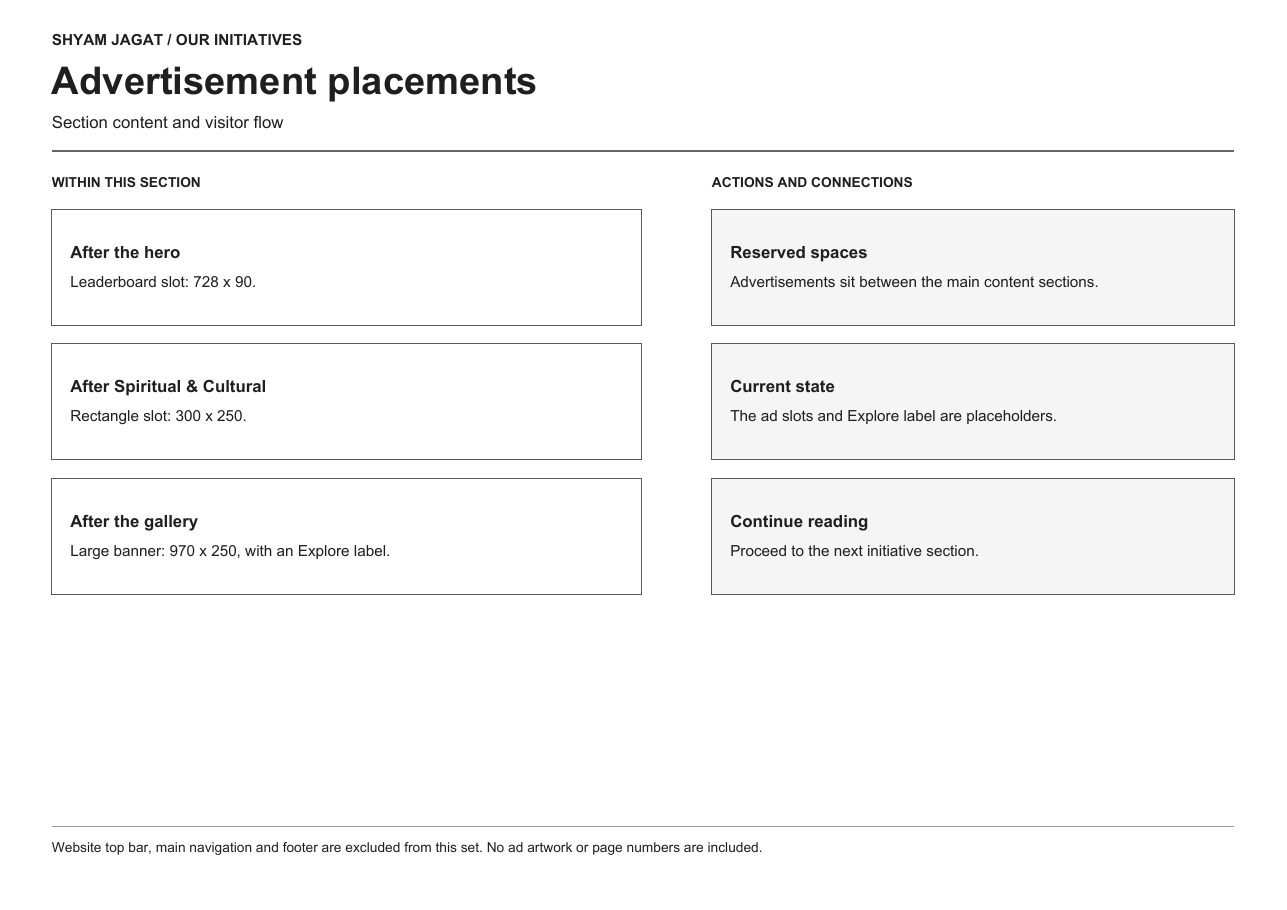 SHYAM JAGAT / OUR INITIATIVES
Advertisement placements
Section content and visitor flow
WITHIN THIS SECTION
After the hero
Leaderboard slot: 728 x 90.
After Spiritual & Cultural
Rectangle slot: 300 x 250.
After the gallery
Large banner: 970 x 250, with an Explore label.
ACTIONS AND CONNECTIONS
Reserved spaces
Advertisements sit between the main content sections.
Current state
The ad slots and Explore label are placeholders.
Continue reading
Proceed to the next initiative section.
Website top bar, main navigation and footer are excluded from this set. No ad artwork or page numbers are included.